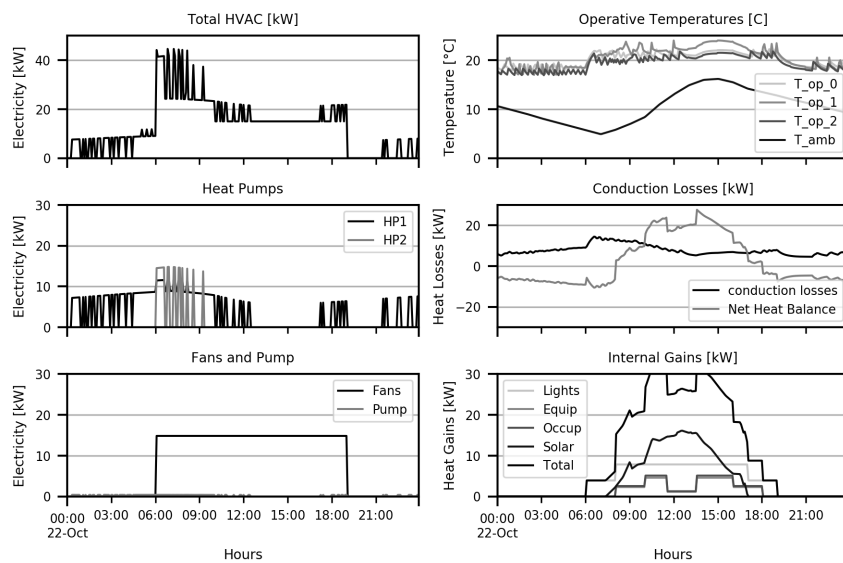 Total HVAC [kW]
Electricity [kW]
40
20
0
Operative Temperatures [C]
Temperature [°C]
20
10
0
T_op_0
T_op_1
T_op_2
T_amb
Heat Pumps
Electricity [kW]
30
20
10
0
HP1
HP2
Conduction Losses [kW]
Heat Losses [kW]
20
0
−20
conduction losses
Net Heat Balance
Fans and Pump
Electricity [kW]
30
20
10
0
Fans
Pump
00:00 03:00 06:00 09:00 12:00 15:00 18:00 21:00
22-Oct
Hours
Internal Gains [kW]
Heat Gains [kW]
30
20
10
0
Lights
Equip
Occup
Solar
Total
00:00 03:00 06:00 09:00 12:00 15:00 18:00 21:00
22-Oct
Hours